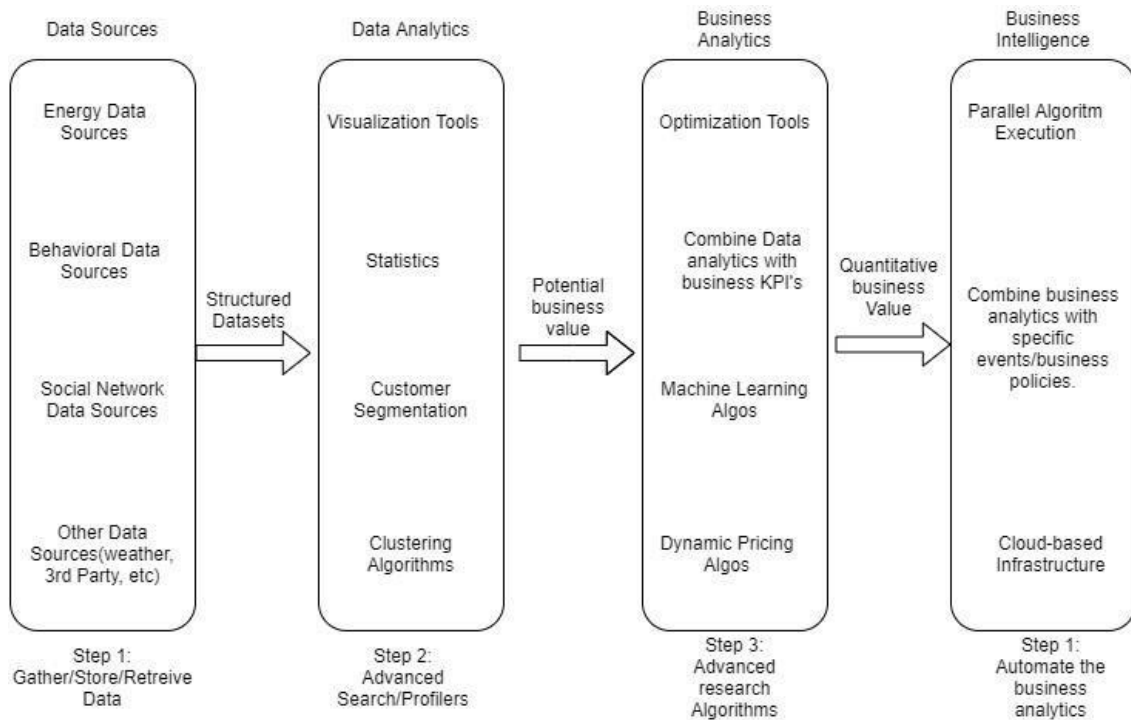 Data Sources
Energy Data
Sources
Behavioral Data
Sources
Social Network
Data Sources
Other Data
Sources(weather,
3rd Party, etc)
Step 1:
Gather/Store/Retreive
Data
Structured
Datasets
Data Analytics
Visualization Tools
Statistics
Customer
Segmentation
Clustering
Algorithms
Step 2:
Advanced
Search/Profilers
Potential
business
value
Business
Analytics
Optimization Tools
Combine Data
analytics with
business KPI's
Machine Learning
Algos
Dynamic Pricing
Algos
Step 3:
Advanced
research
Algorithms
Quantitative
business
Value
Business
Intelligence
Parallel Algoritm
Execution
Combine business
analytics with
specific
events/business
policies.
Cloud-based
Infrastructure
Step 1:
Automate the
business
analytics